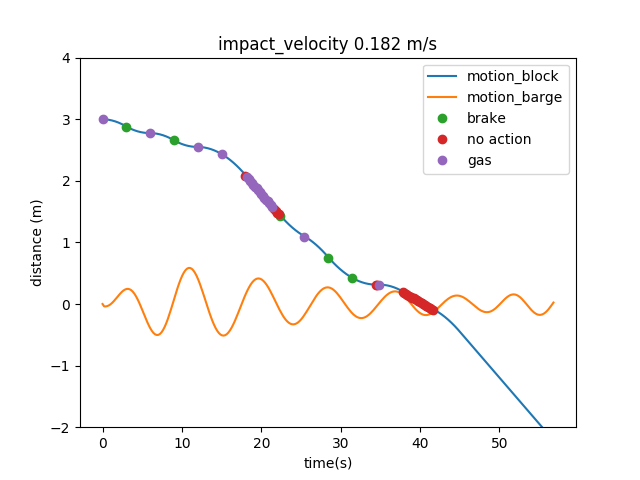 impact_velocity 0.182 m/s
motion_block
motion_barge
brake
no action
gas
distance (m)
4
3
2
1
0
−1
−2
0 10 20 30 40 50
time(s)